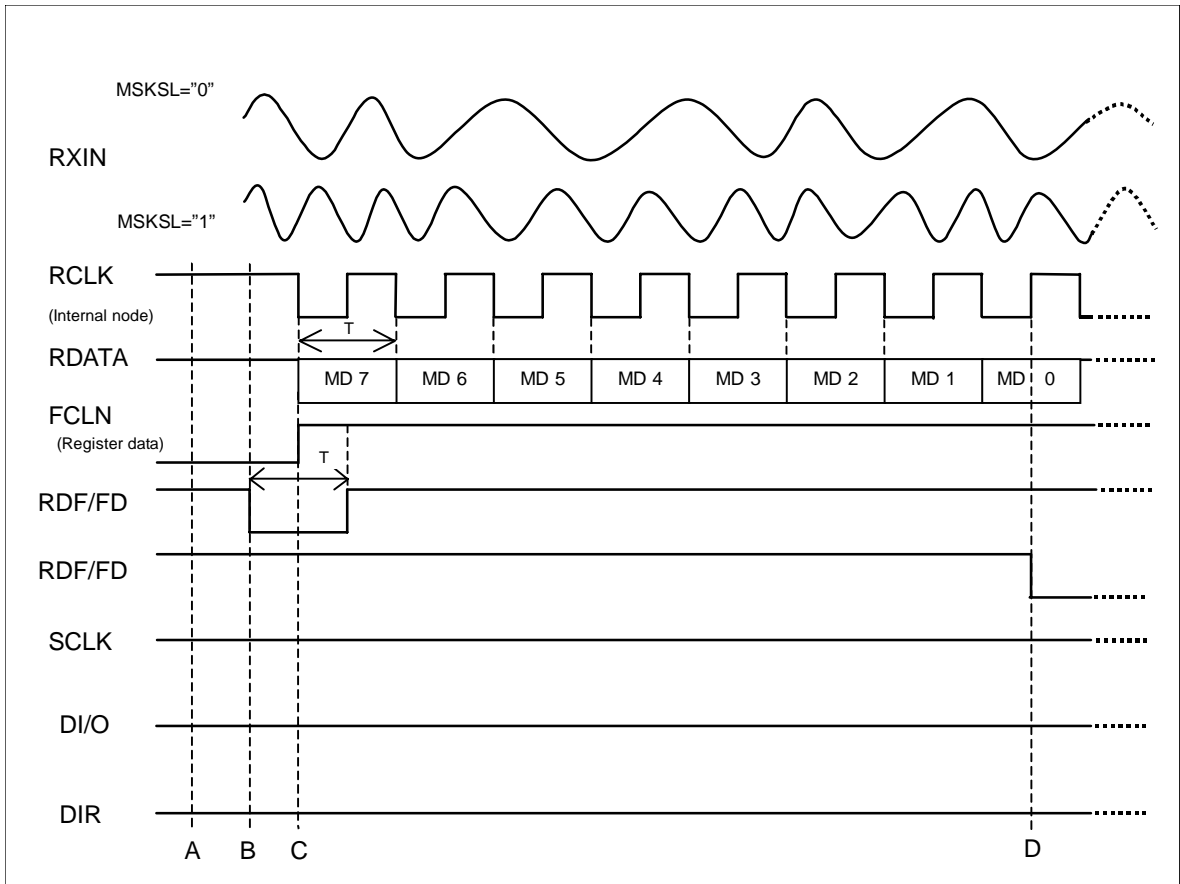 MSKSL="0"
RXIN
MSKSL="1"
RCLK
(Internal node)
T
RDATA
MD 7 MD 6 MD 5 MD 4 MD 3 MD 2 MD 1 MD 0
FCLN
(Register data)
T
RDF/FD
RDF/FD
SCLK
DI/O
DIR
A B C D